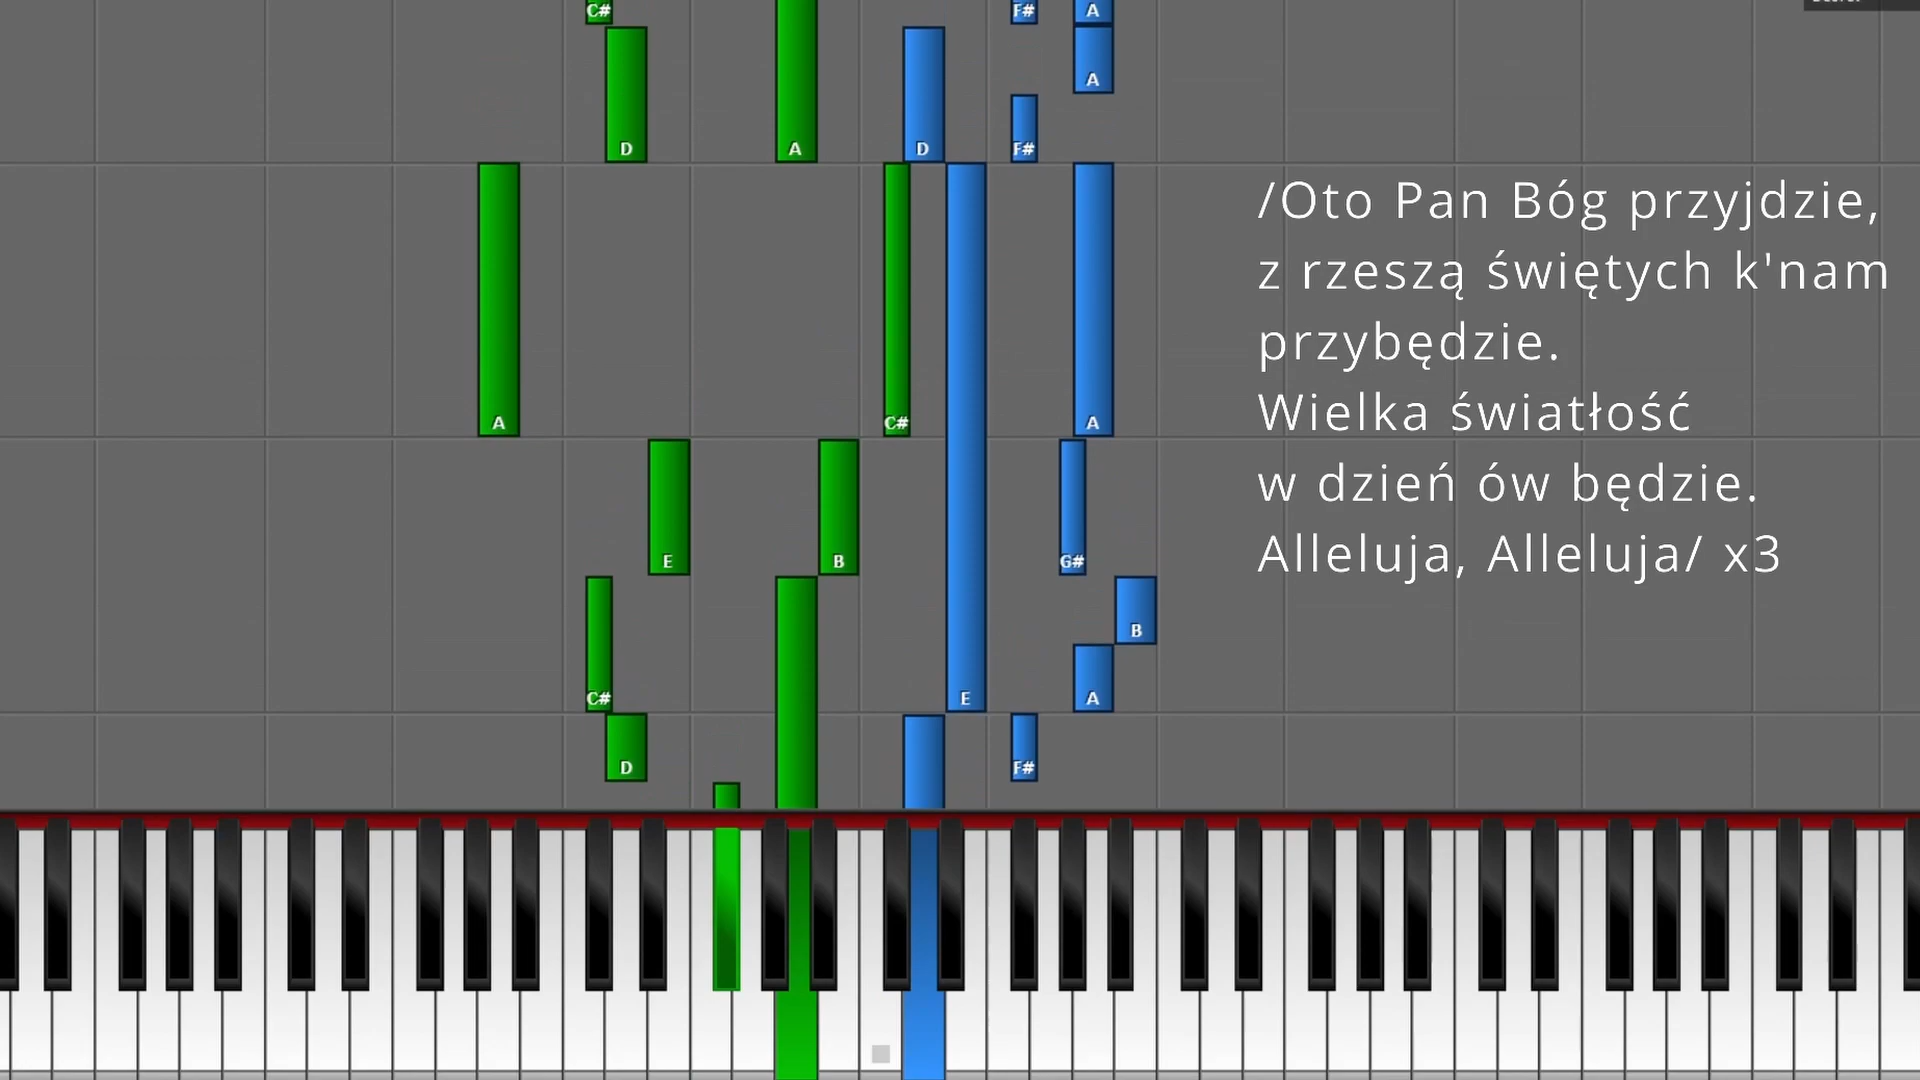 C# F# A
A
D A D F#
/Oto Pan Bóg przyjdzie,
z rzeszą świętych k'nam
przybędzie.
Wielka światłość
w dzień ów będzie.
Alleluja, Alleluja/ x3
A C# A
E B G#
B
C# E A
D F#